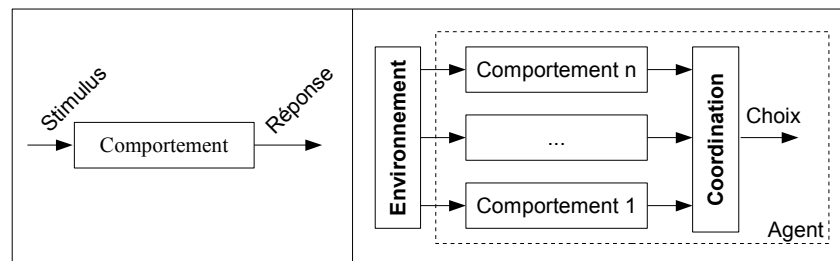 Stimulus
Comportement
Réponse
Environnement
Comportement n
...
Comportement 1
Coordination
Choix
Agent